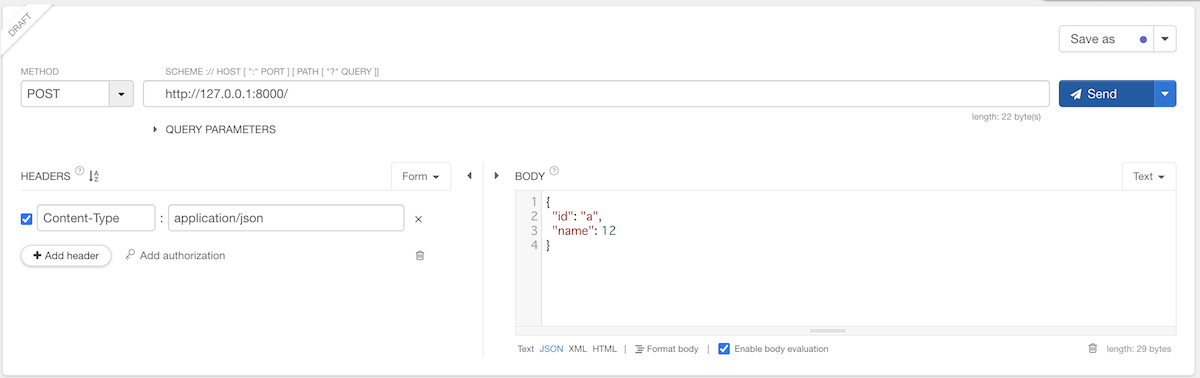 DRAFT
Save as
METHOD
SCHEME :// HOST [ ":" PORT ] [ PATH [ "?" QUERY ]]
POST
http://127.0.0.1:8000/
Send
length: 22 byte(s)
QUERY PARAMETERS
HEADERS ? A Z
Form
BODY ?
Text
Content-Type : application/json ×
+ Add header
Add authorization
1 {
2 "id": "a",
3 "name": 12
4 }
Text JSON XML HTML | Format body | Enable body evaluation
length: 29 bytes